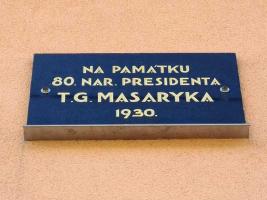 NA PAMÁTKU
80. NAR. PRESIDENTA
T.G. MASARYKA
1930.